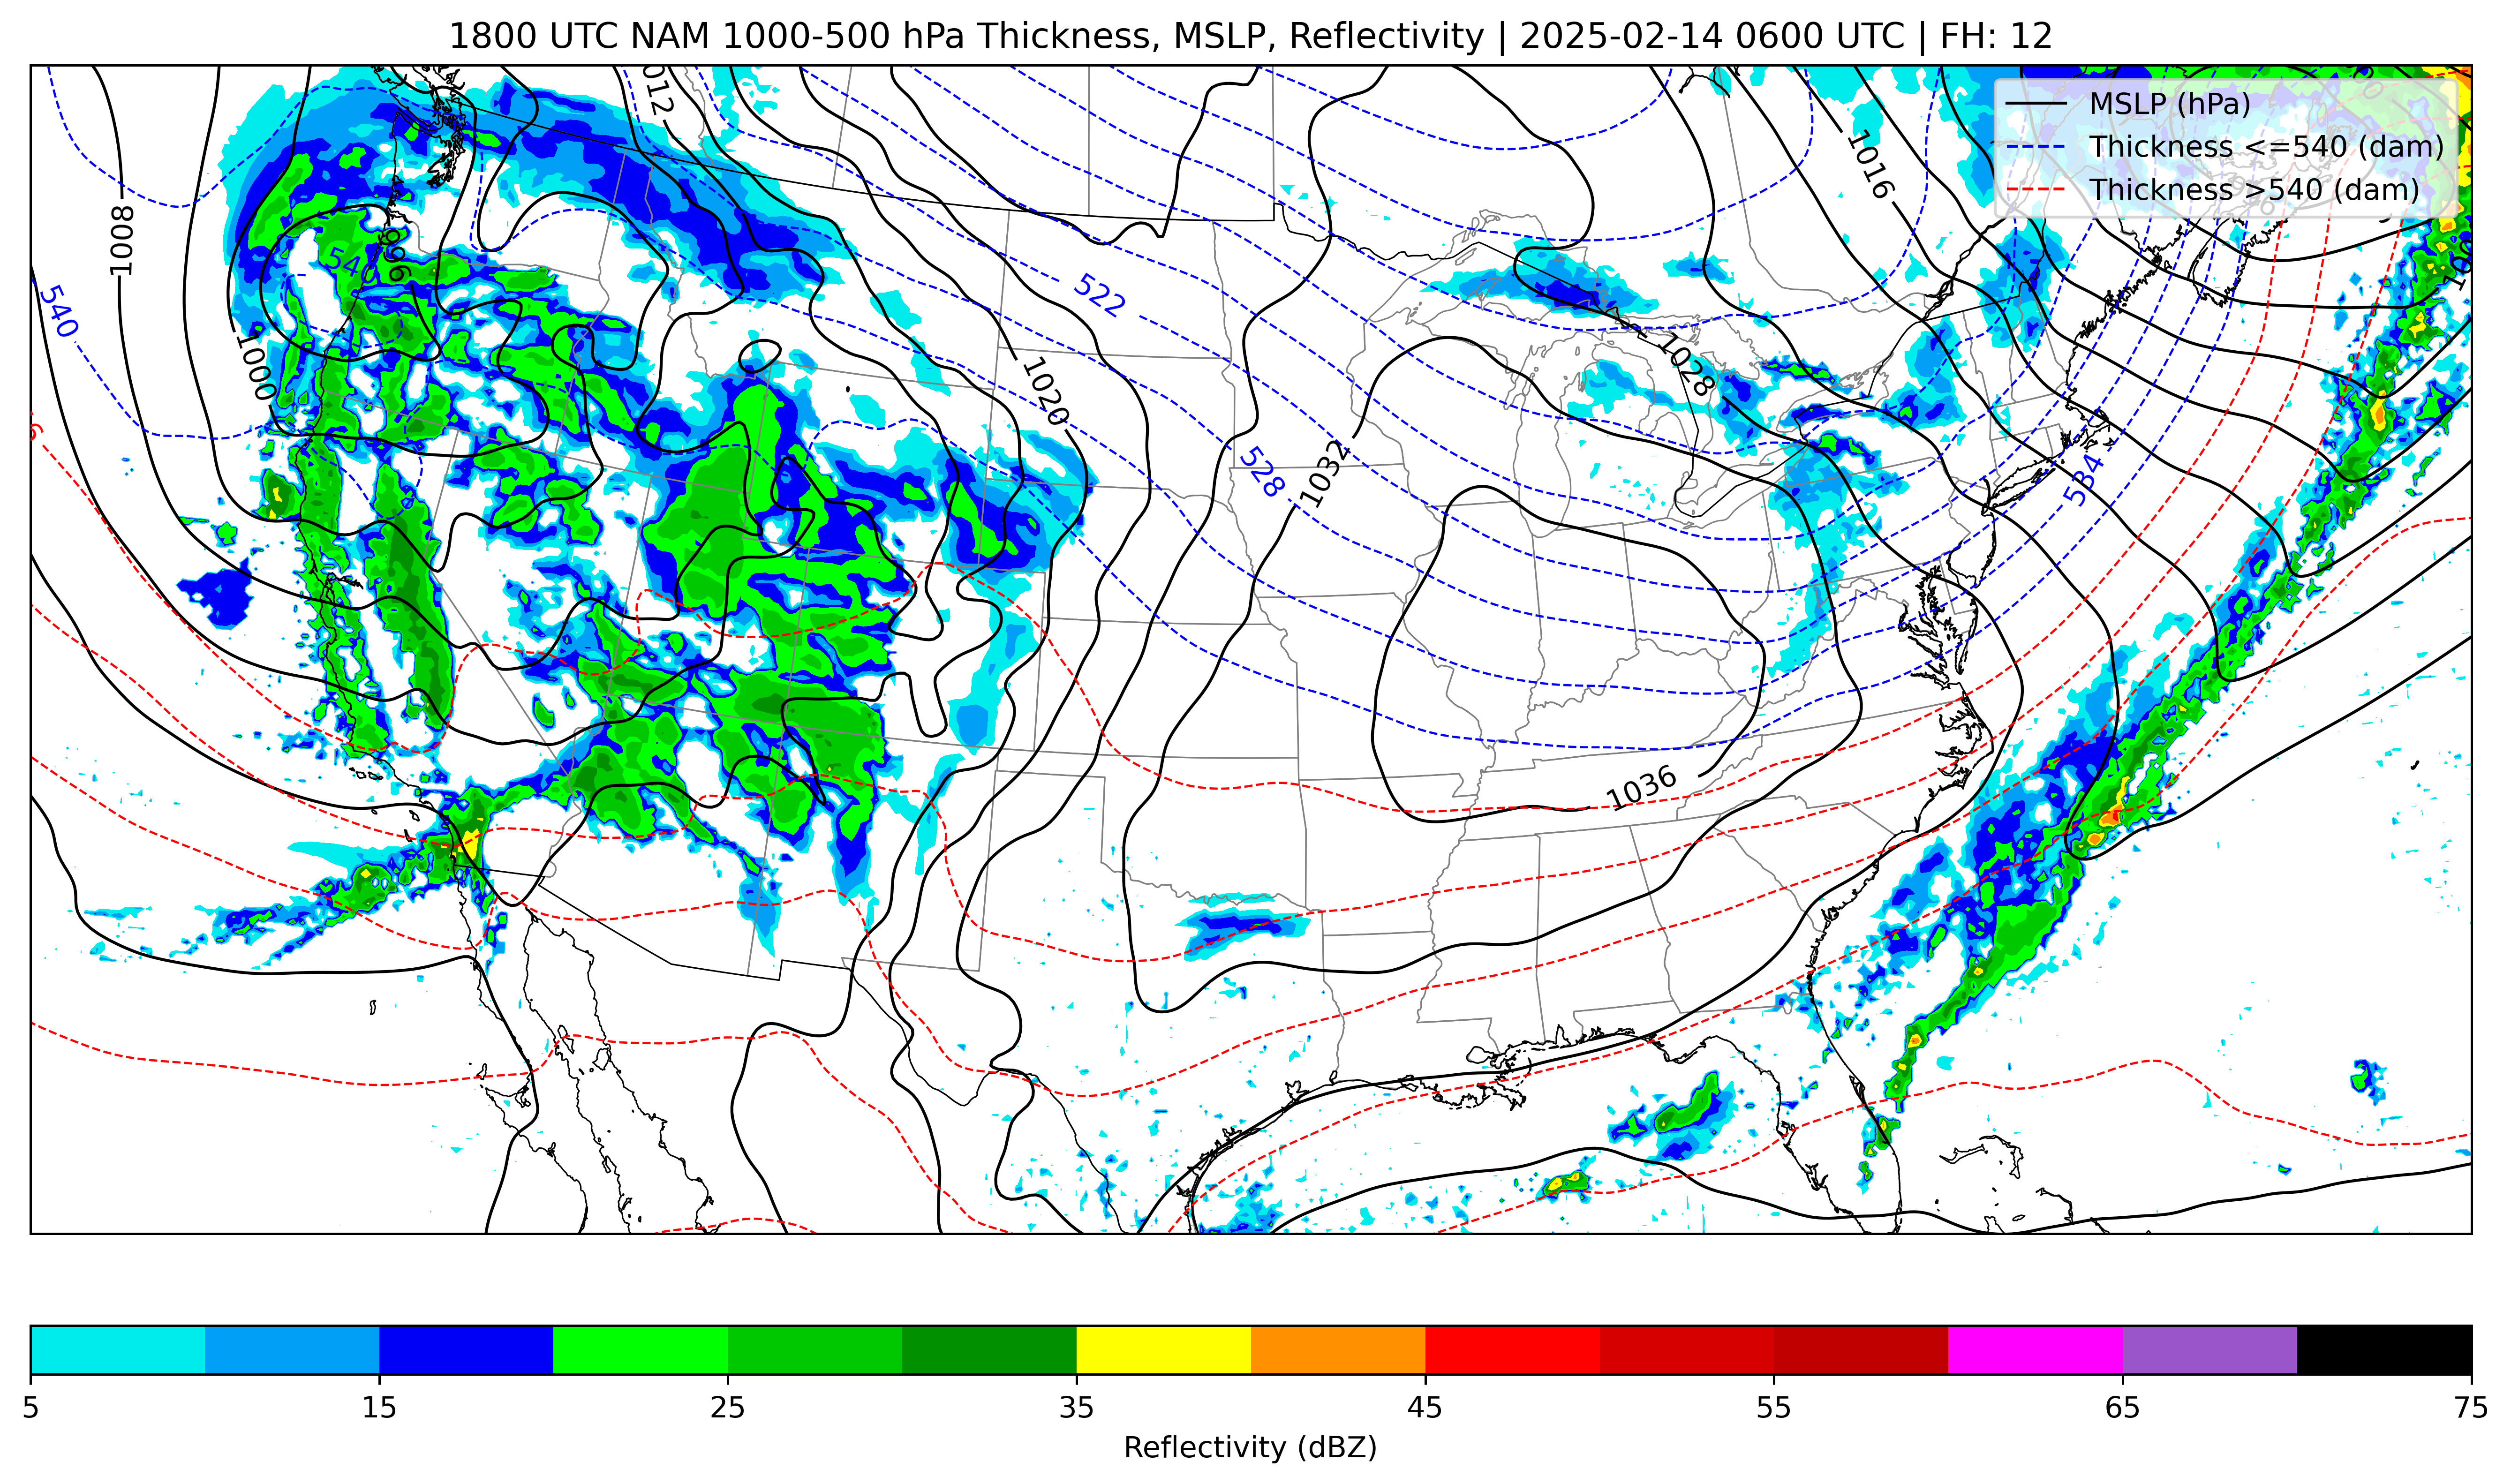 1800 UTC NAM 1000-500 hPa Thickness, MSLP, Reflectivity | 2025-02-14 0600 UTC | FH: 12
MSLP (hPa)
Thickness <=540 (dam)
Thickness >540 (dam)
1012
1016
1008
996
540
522
1000
1020
1028
528
1032
534
1036
5 15 25 35 45 55 65 75
Reflectivity (dBZ)